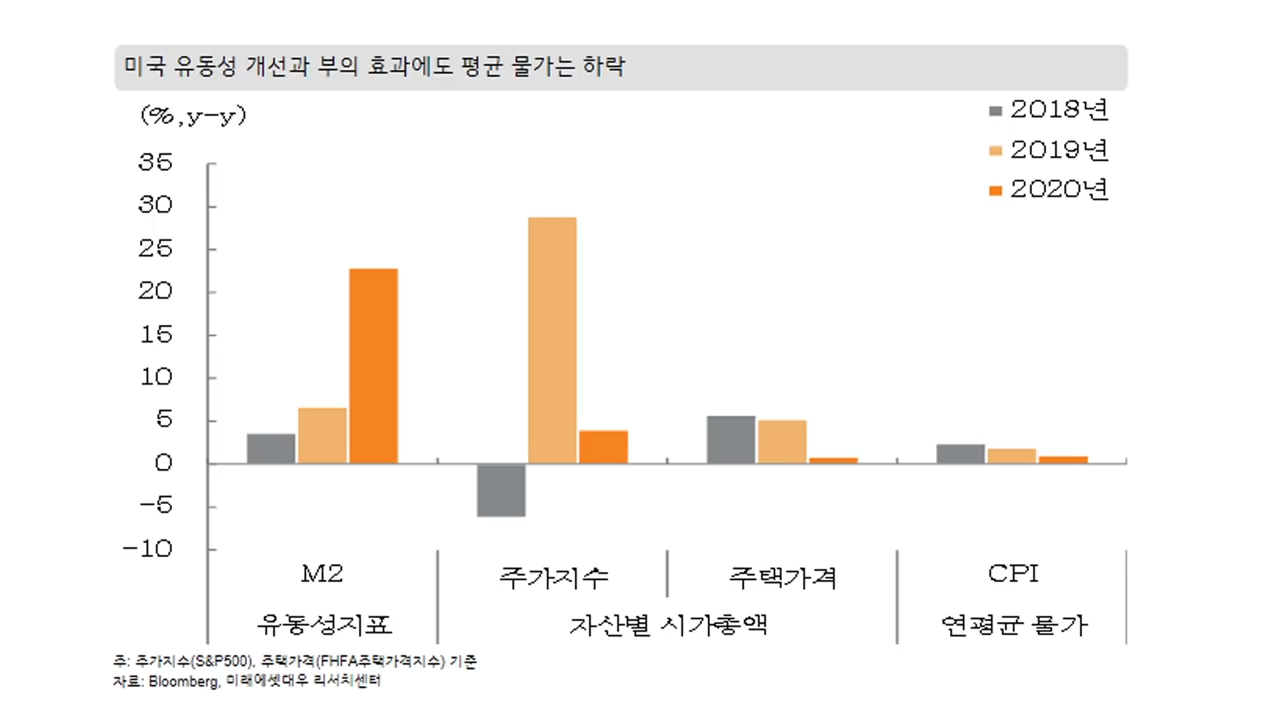 미국 유동성 개선과 부의 효과에도 평균 물가는 하락
(%,y-y)
2018년
2019년
2020년
35
30
25
20
15
10
5
0
-5
-10
M2 주가지수 주택가격 CPI
유동성지표 자산별 시가총액 연평균 물가
주: 주가지수(S&P500), 주택가격(FHFA주택가격지수) 기준
자료: Bloomberg, 미래에셋대우 리서치센터